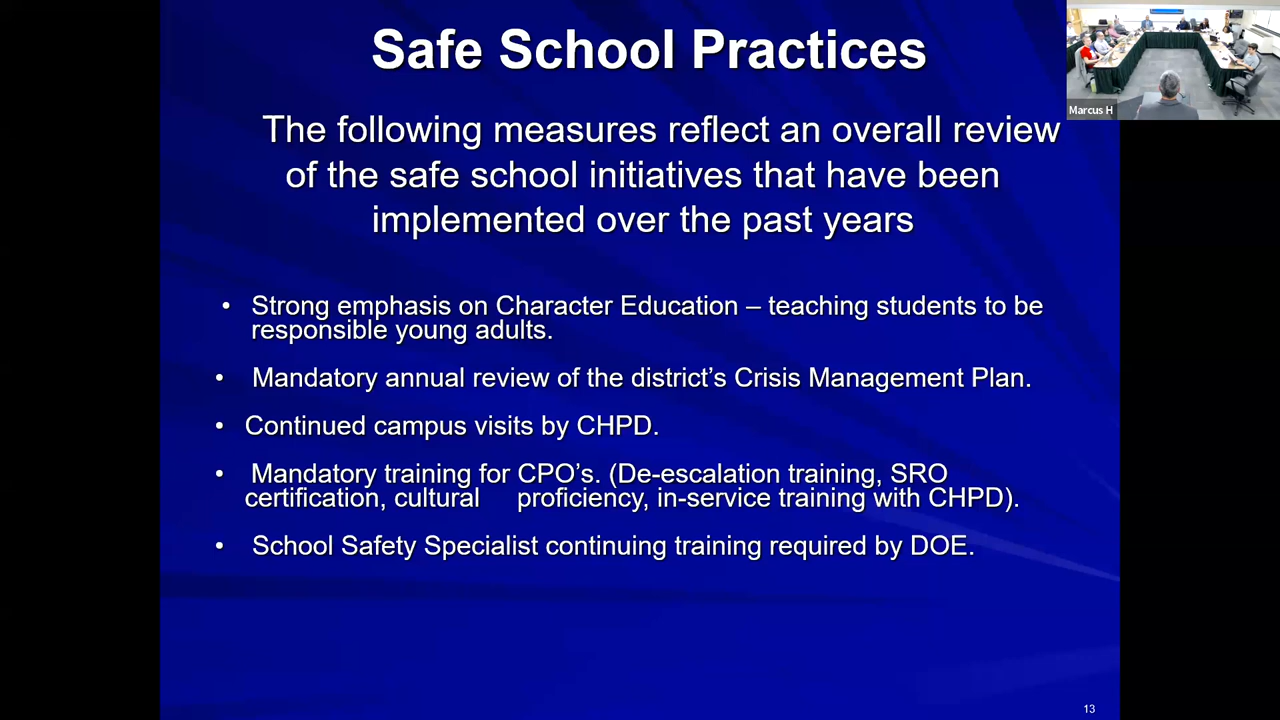 Safe School Practices
Marcus H
The following measures reflect an overall review
of the safe school initiatives that have been
implemented over the past years
• Strong emphasis on Character Education – teaching students to be
responsible young adults.
• Mandatory annual review of the district’s Crisis Management Plan.
• Continued campus visits by CHPD.
• Mandatory training for CPO’s. (De-escalation training, SRO
certification, cultural proficiency, in-service training with CHPD).
• School Safety Specialist continuing training required by DOE.
13